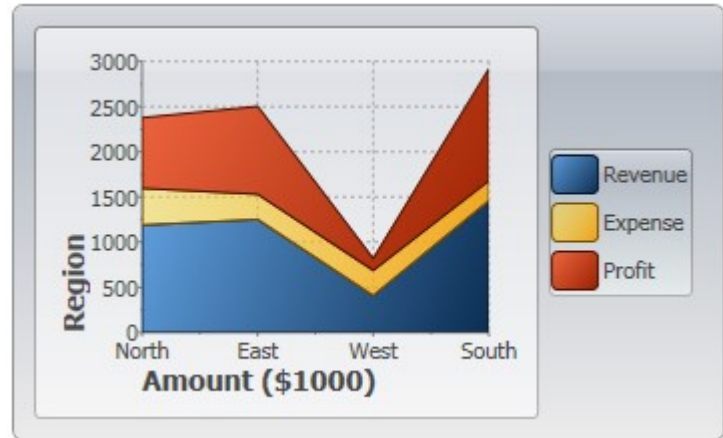 3000
2500
2000
1500
1000
500
0
Region
North East West South
Amount ($1000)
Revenue
Expense
Profit